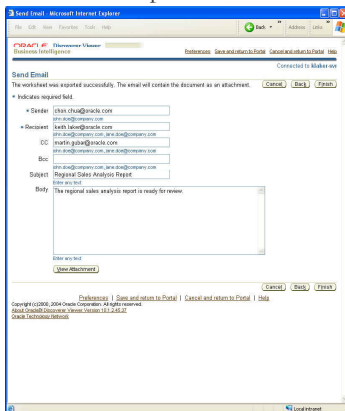 Send Email - Microsoft Internet Explorer
File Edit View Favorites Tools Help
Back Address Links
ORACLE Discoverer Viewer
Business Intelligence
Preferences Save and return to Portal Cancel and return to Portal Help
Connected to
Send Email
The worksheet was exported successfully. The email will contain the document as an attachment.
Cancel Back Finish
* Indicates required field.
* Sender chon.chua@oracle.com
john.doe@company.com
* Recipient keith.laker@oracle.com
john.doe@company.com, jane.doe@company.com
CC martin.gubar@oracle.com
john.doe@company.com, jane.doe@company.com
Bcc
john.doe@company.com, jane.doe@company.com
Subject Regional Sales Analysis Report
Enter any text
Body The regional sales analysis report is ready for review.
Enter any text
View Attachment
Cancel Back Finish
Preferences | Save and return to Portal | Cancel and return to Portal | Help
Copyright (c)2000, 2004 Oracle Corporation. All rights reserved.
About OracleBI Discoverer Viewer Version 10.1.2.45.37
Oracle Technology Network
Local intranet